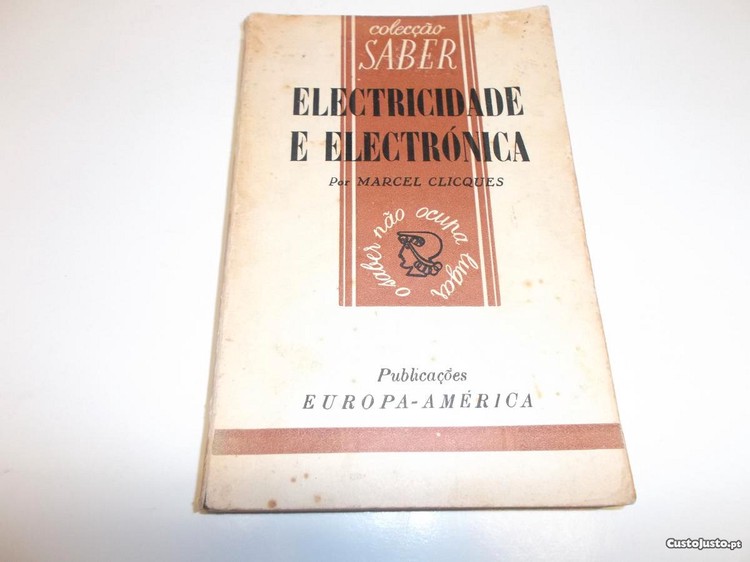 colecção
SABER
ELECTRICIDADE
E ELECTRÓNICA
Por MARCEL CLICQUES
o saber não ocupa lugar
Publicações
EUROPA-AMÉRICA
CustoJusto.pt